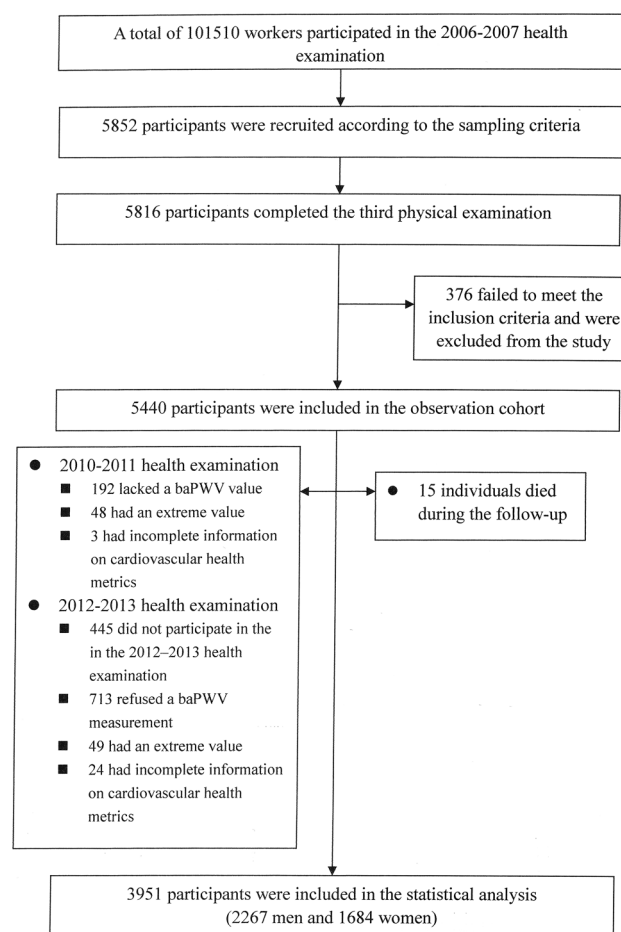 A total of 101510 workers participated in the 2006-2007 health
examination
5852 participants were recruited according to the sampling criteria
5816 participants completed the third physical examination
376 failed to meet the
inclusion criteria and were
excluded from the study
5440 participants were included in the observation cohort
● 2010-2011 health examination
■ 192 lacked a baPWV value
■ 48 had an extreme value
■ 3 had incomplete information
on cardiovascular health
metrics
● 2012-2013 health examination
■ 445 did not participate in the
in the 2012–2013 health
examination
■ 713 refused a baPWV
measurement
■ 49 had an extreme value
■ 24 had incomplete information
on cardiovascular health
metrics
● 15 individuals died
during the follow-up
3951 participants were included in the statistical analysis
(2267 men and 1684 women)